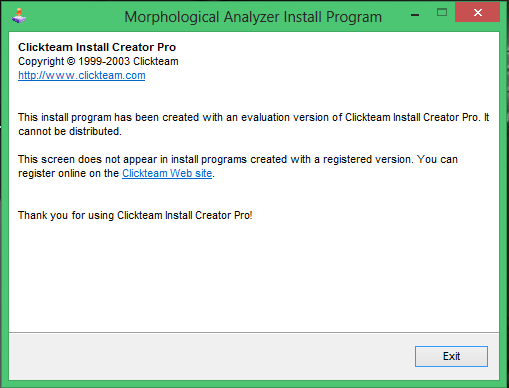 Morphological Analyzer Install Program
Clickteam Install Creator Pro
Copyright © 1999-2003 Clickteam
http://www.clickteam.com
This install program has been created with an evaluation version of Clickteam Install Creator Pro. It
cannot be distributed.
This screen does not appear in install programs created with a registered version. You can
register online on the Clickteam Web site.
Thank you for using Clickteam Install Creator Pro!
Exit